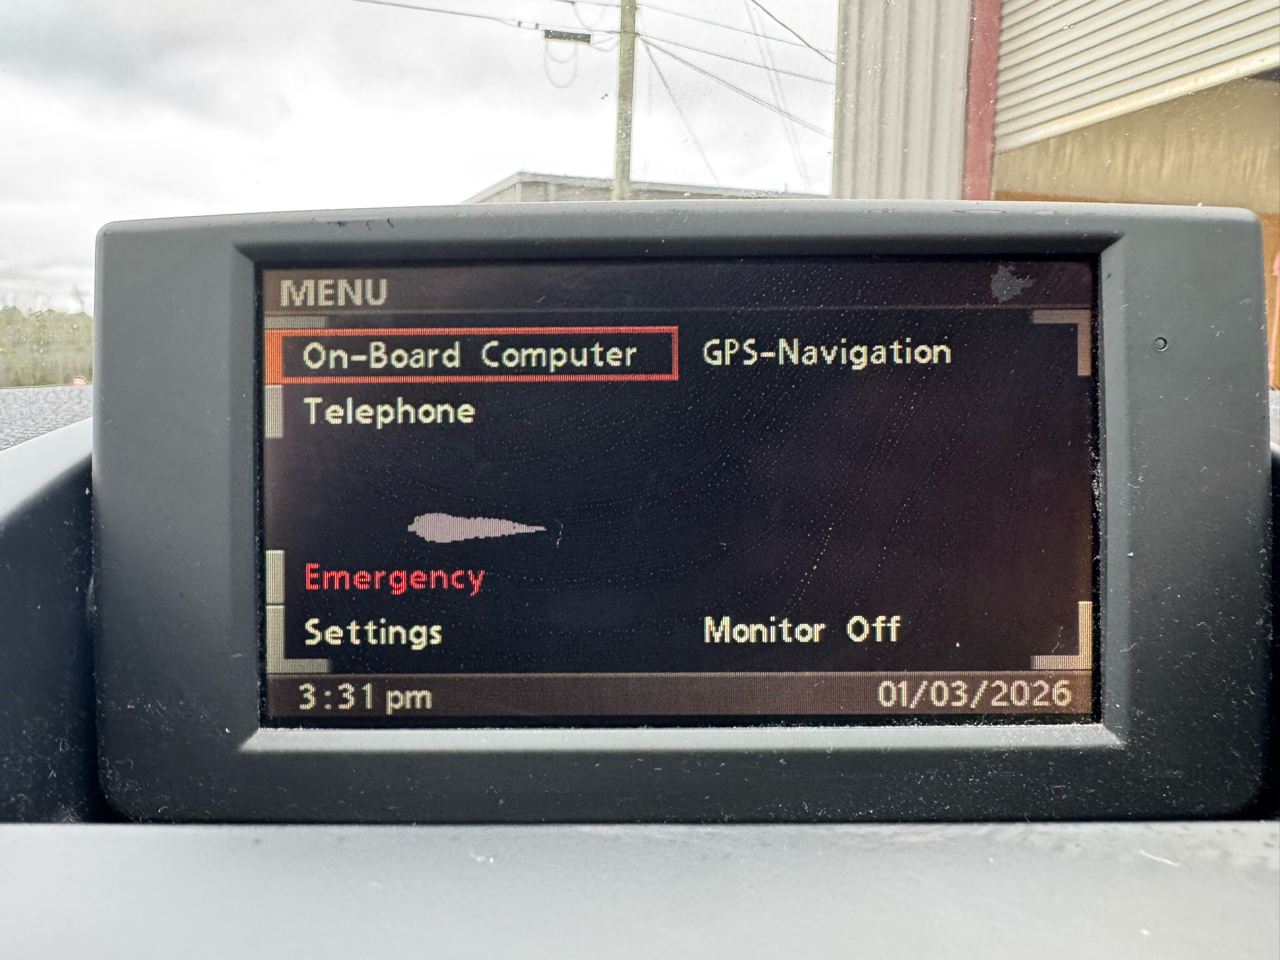 MENU
On-Board Computer GPS-Navigation
Telephone
Emergency
Settings Monitor Off
3:31 pm 01/03/2026